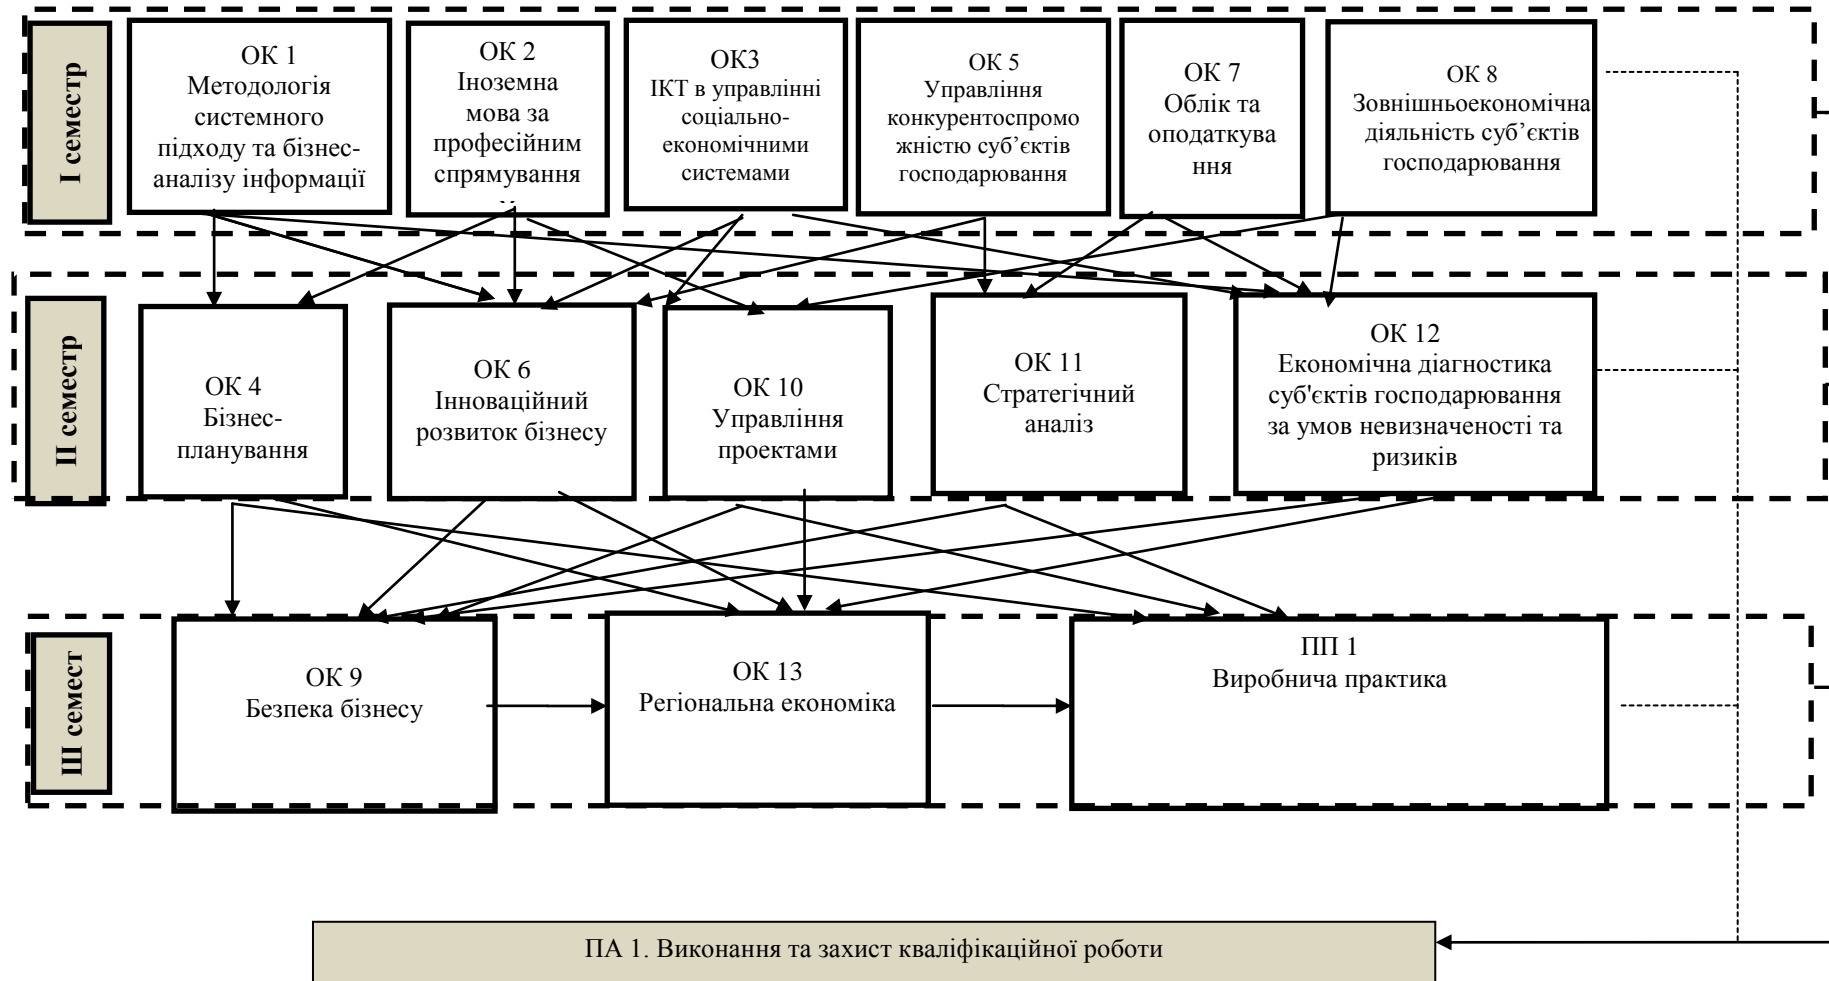 І семестр
ОК 1
Методологія
системного
підходу та бізнес-
аналізу інформації
ОК 2
Іноземна
мова за
професійним
спрямування
ОК3
ІКТ в управлінні
соціально-
економічними
системами
ОК 5
Управління
конкурентоспромо
жністю суб’єктів
господарювання
ОК 7
Облік та
оподаткува
ння
ОК 8
Зовнішньоекономічна
діяльність суб’єктів
господарювання
ІІ семестр
ОК 4
Бізнес-
планування
ОК 6
Інноваційний
розвиток бізнесу
ОК 10
Управління
проектами
ОК 11
Стратегічний
аналіз
ОК 12
Економічна діагностика
суб'єктів господарювання
за умов невизначеності та
ризиків
ІІІ семест
ОК 9
Безпека бізнесу
ОК 13
Регіональна економіка
ПП 1
Виробнича практика
ПА 1. Виконання та захист кваліфікаційної роботи